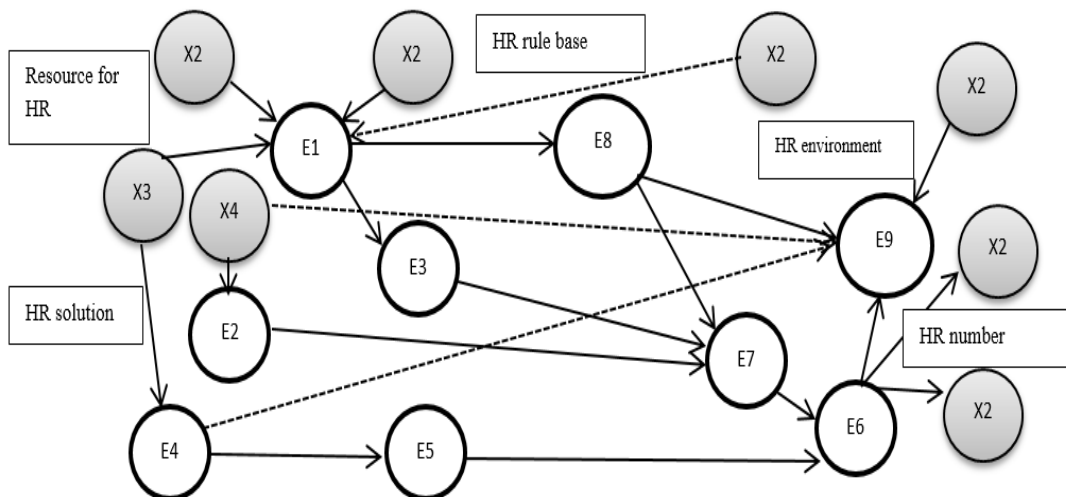 X2
X2
HR rule base
X2
Resource for
HR
X2
E1
E8
HR environment
X3
X4
E9
X2
E3
HR solution
E2
HR number
E7
X2
E6
E4
E5